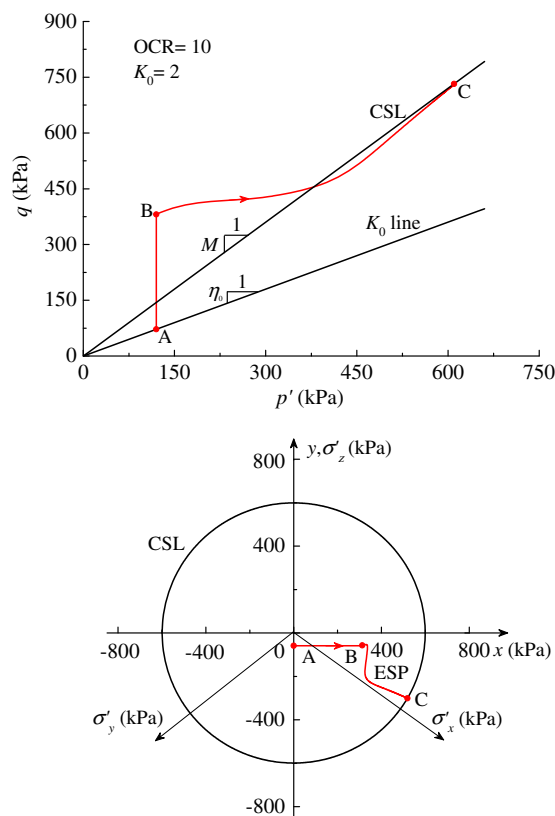 900
750
600
450
300
150
0
q (kPa)
OCR= 10
K₀= 2
CSL
C
B
1
M
K₀ line
1
η₀
A
0
150
300
450
600
750
p′ (kPa)
y,σ′z (kPa)
800
400
0
-400
-800
CSL
-800
-400
400
800 x (kPa)
A
B
ESP
C
σ′y (kPa)
σ′x (kPa)